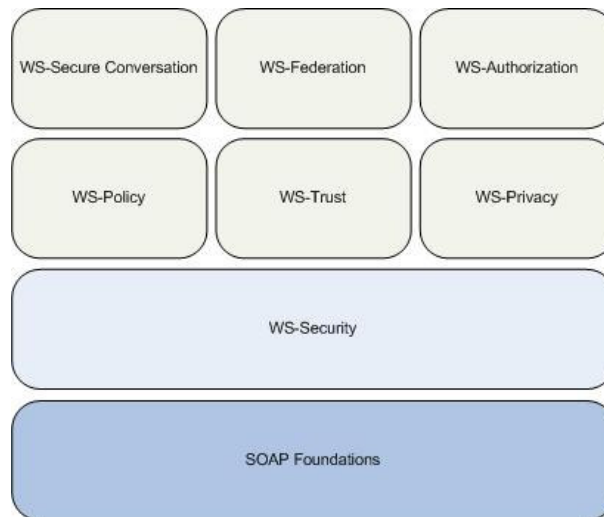 WS-Secure Conversation
WS-Federation
WS-Authorization
WS-Policy
WS-Trust
WS-Privacy
WS-Security
SOAP Foundations